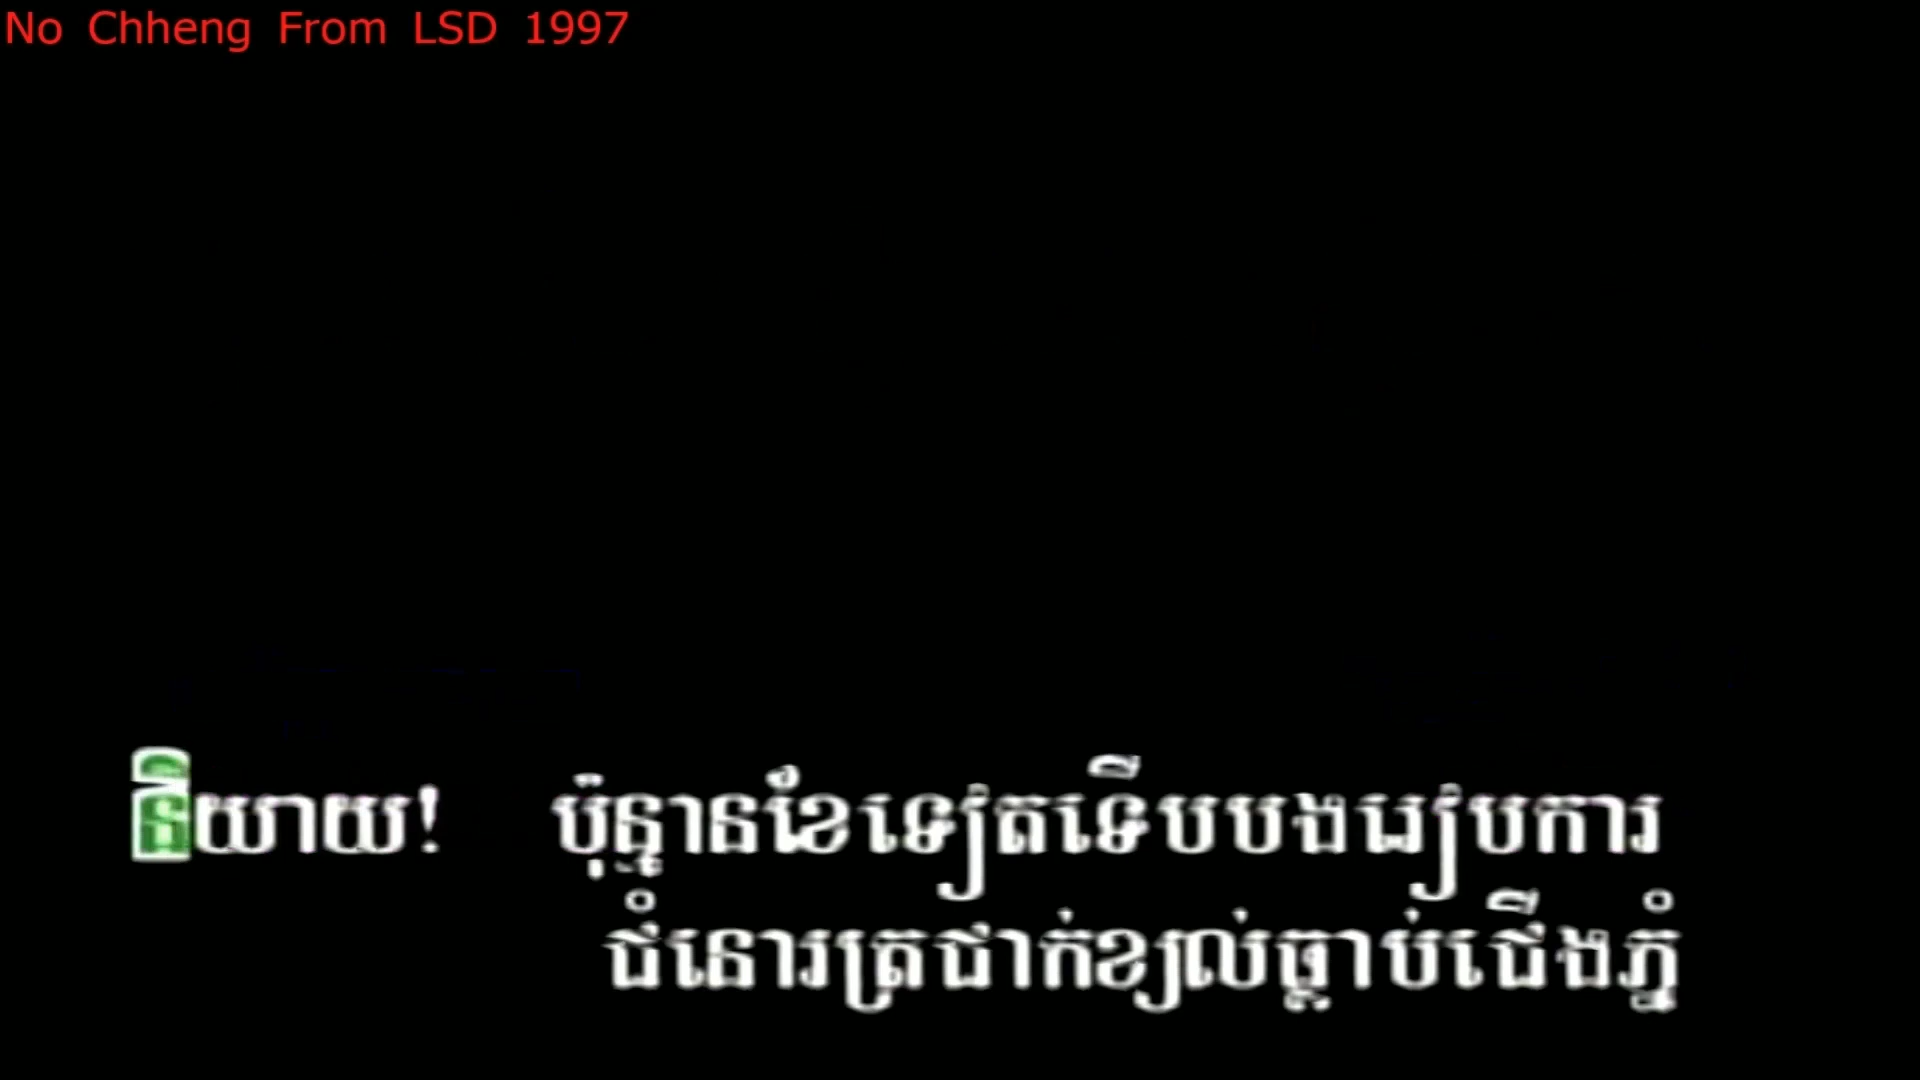 No Chheng From LSD 1997
និយាយ! ប៉ុន្មានខែទៀតទើបបងរៀបការ
ជំនោរត្រជាក់ខ្យល់ធ្លាប់ជើងភ្នំ